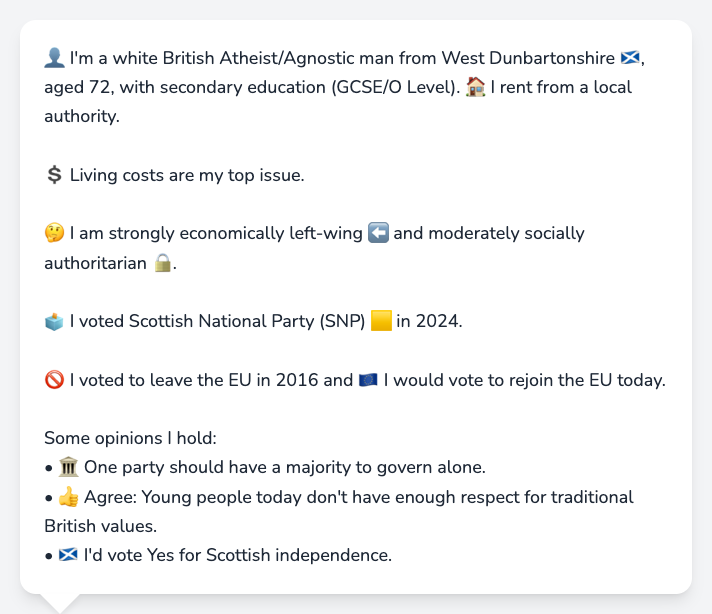 👤 I'm a white British Atheist/Agnostic man from West Dunbartonshire 🏴󠁧󠁢󠁳󠁣󠁴󠁿,
aged 72, with secondary education (GCSE/O Level). 🏠 I rent from a local
authority.
💲 Living costs are my top issue.
🤔 I am strongly economically left-wing ⬅️ and moderately socially
authoritarian 🔒.
🗳️ I voted Scottish National Party (SNP) 🟨 in 2024.
🚫 I voted to leave the EU in 2016 and 🇪🇺 I would vote to rejoin the EU today.
Some opinions I hold:
• 🏛️ One party should have a majority to govern alone.
• 👍 Agree: Young people today don't have enough respect for traditional
British values.
• 🏴󠁧󠁢󠁳󠁣󠁴󠁿 I'd vote Yes for Scottish independence.